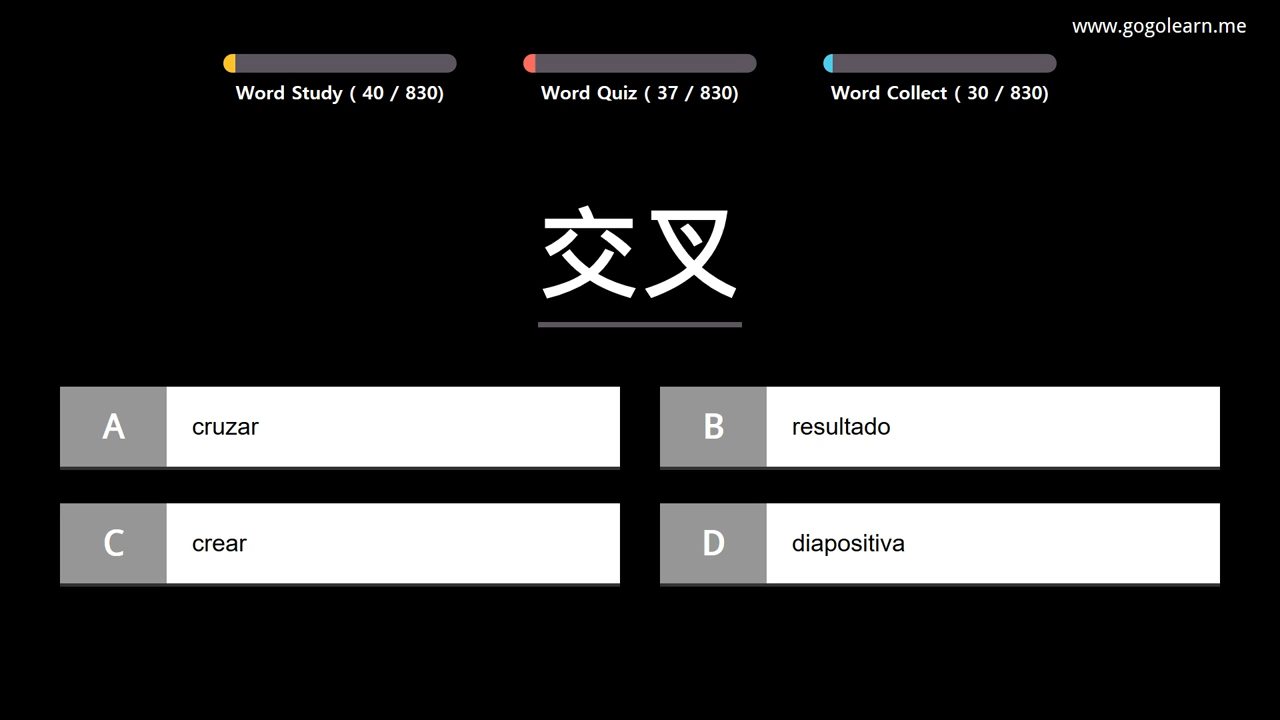 www.gogolearn.me
Word Study ( 40 / 830)
Word Quiz ( 37 / 830)
Word Collect ( 30 / 830)
交叉
A cruzar
B resultado
C crear
D diapositiva